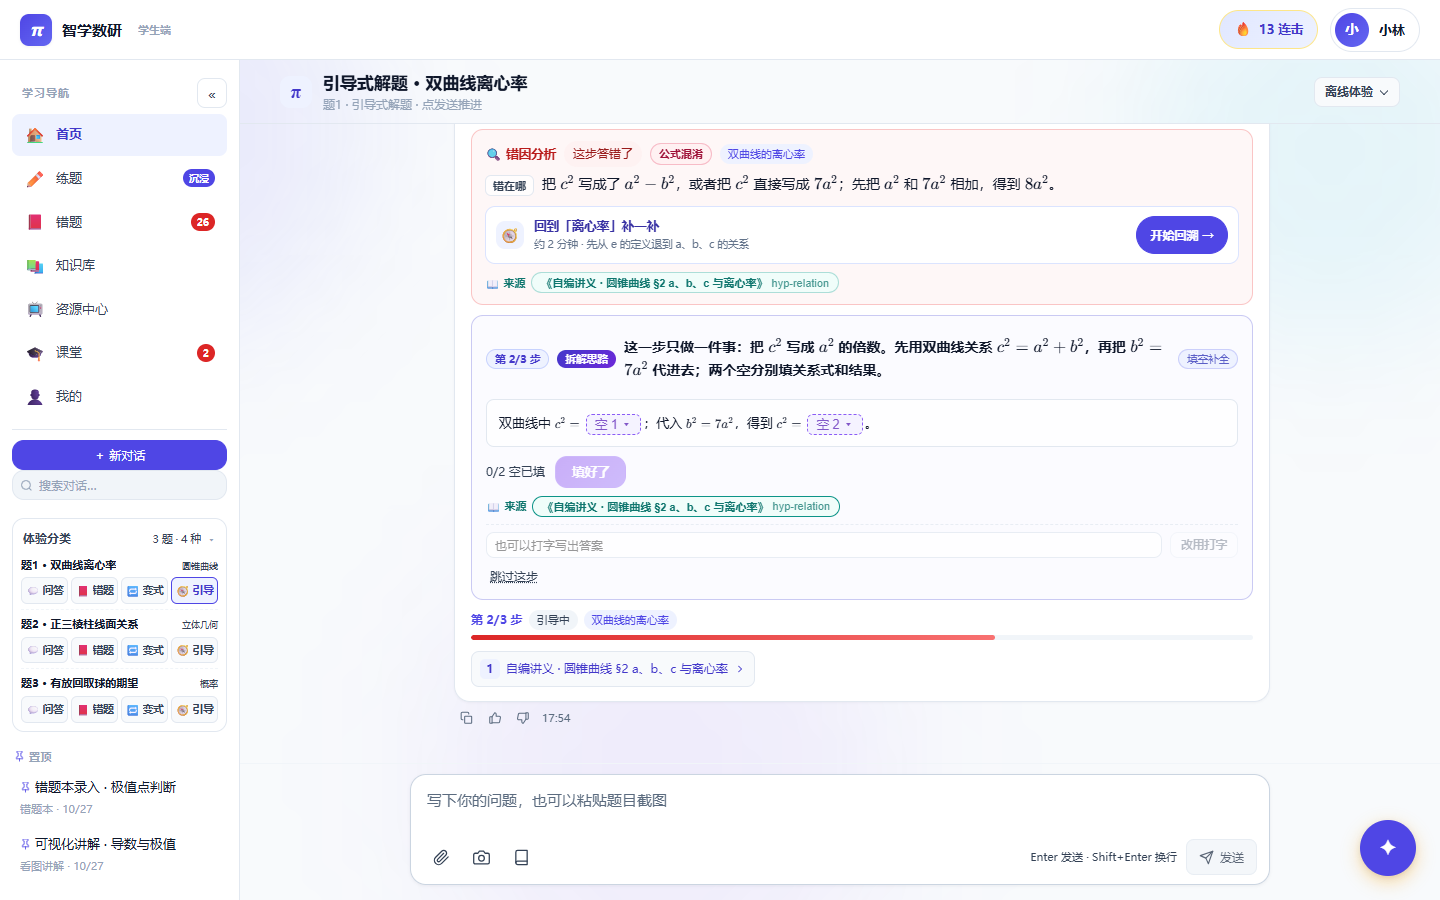 π 智学数研 学生端
13 连击
小 小林
学习导航 «
首页
练题 沉浸
错题 26
知识库
资源中心
课堂 2
我的
+ 新对话
搜索对话...
体验分类 3 题 · 4 种
题1 • 双曲线离心率 圆锥曲线
问答 错题 变式 引导
题2 • 正三棱柱线面关系 立体几何
问答 错题 变式 引导
题3 • 有放回取球的期望 概率
问答 错题 变式 引导
置顶
错题本录入 · 极值点判断
错题本 · 10/27
可视化讲解 · 导数与极值
看图讲解 · 10/27
π 引导式解题 • 双曲线离心率
题1 · 引导式解题 · 点发送推进
离线体验
错因分析 这步答错了 公式混淆 双曲线的离心率
错在哪 把 c² 写成了 a² − b²，或者把 c² 直接写成 7a²；先把 a² 和 7a² 相加，得到 8a²。
回到「离心率」补一补
约 2 分钟 · 先从 e 的定义退到 a、b、c 的关系
开始回溯 →
来源 《自编讲义 · 圆锥曲线 §2 a、b、c 与离心率》 hyp-relation
第 2/3 步 拆解思路 这一步只做一件事：把 c² 写成 a² 的倍数。先用双曲线关系 c² = a² + b²，再把 b² =
7a² 代进去；两个空分别填关系式和结果。 填空补全
双曲线中 c² = 空 1 ；代入 b² = 7a²，得到 c² = 空 2 。
0/2 空已填 填好了
来源 《自编讲义 · 圆锥曲线 §2 a、b、c 与离心率》 hyp-relation
也可以打字写出答案 改用打字
跳过这步
第 2/3 步 引导中 双曲线的离心率
1 自编讲义 · 圆锥曲线 §2 a、b、c 与离心率 ›
17:54
写下你的问题，也可以粘贴题目截图
Enter 发送 · Shift+Enter 换行 发送